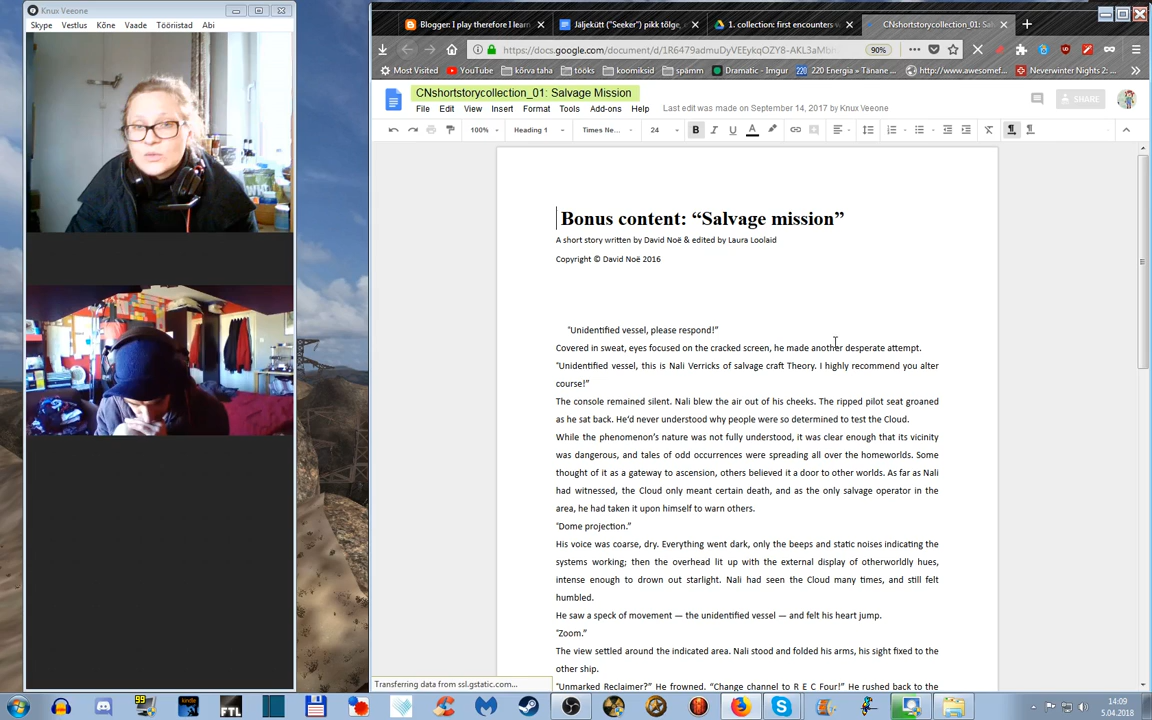 Knux Veeone
Skype Vestlus Kõne Vaade Tööriistad Abi
Blogger: I play therefore I learn
Jäljekütt ("Seeker") pikk tõlge,
1. collection: first encounters
CNshortstorycollection_01: Sal
https://docs.google.com/document/d/1R6479admuDyVEEykqOZY8-AKL3aMb
90%
Most Visited YouTube kõrva taha tööks koomiksid spämm Dramatic - Imgur 220 Energia » Tänane ... http://www.awesomef... Neverwinter Nights 2: ...
CNshortstorycollection_01: Salvage Mission
File Edit View Insert Format Tools Add-ons Help Last edit was made on September 14, 2017 by Knux Veeone
SHARE
100% Heading 1 Times Ne... 24 B I U A
Bonus content: “Salvage mission”
A short story written by David Noë & edited by Laura Loolaid
Copyright © David Noë 2016
“Unidentified vessel, please respond!”
Covered in sweat, eyes focused on the cracked screen, he made another desperate attempt.
“Unidentified vessel, this is Nali Verricks of salvage craft Theory. I highly recommend you alter
course!”
The console remained silent. Nali blew the air out of his cheeks. The ripped pilot seat groaned
as he sat back. He’d never understood why people were so determined to test the Cloud.
While the phenomenon’s nature was not fully understood, it was clear enough that its vicinity
was dangerous, and tales of odd occurrences were spreading all over the homeworlds. Some
thought of it as a gateway to ascension, others believed it a door to other worlds. As far as Nali
had witnessed, the Cloud only meant certain death, and as the only salvage operator in the
area, he had taken it upon himself to warn others.
“Dome projection.”
His voice was coarse, dry. Everything went dark, only the beeps and static noises indicating the
systems working; then the overhead lit up with the external display of otherworldly hues,
intense enough to drown out starlight. Nali had seen the Cloud many times, and still felt
humbled.
He saw a speck of movement — the unidentified vessel — and felt his heart jump.
“Zoom.”
The view settled around the indicated area. Nali stood and folded his arms, his sight fixed to the
other ship.
“Unmarked Reclaimer?” He frowned. “Change channel to R E C Four!” He rushed back to the
Transferring data from ssl.gstatic.com...
99
kindle
FTL
14:09
5.04.2018